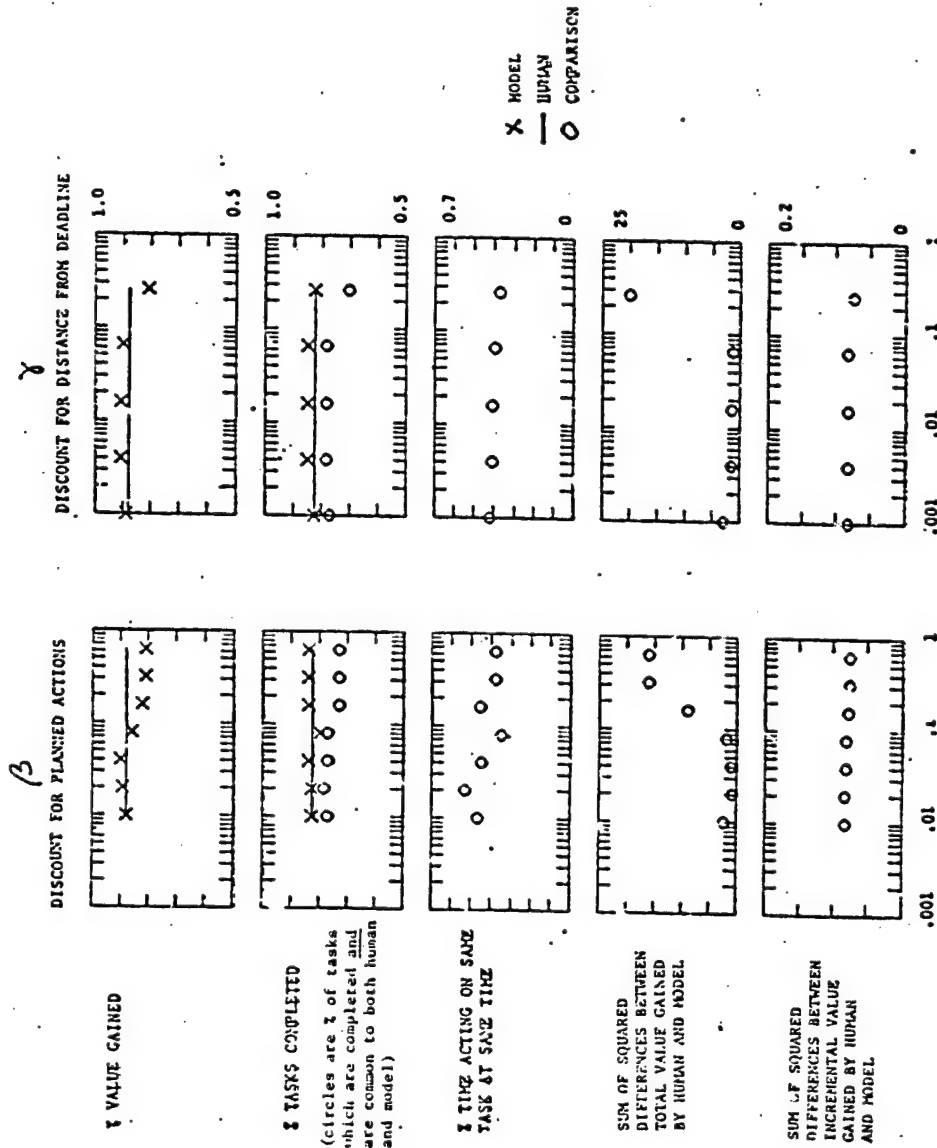 β
DISCOUNT FOR PLANNED ACTIONS
γ
DISCOUNT FOR DISTANCE FROM DEADLINE
% VALUE GAINED
1.0
0.5
% TASKS COMPLETED
(circles are % of tasks
which are completed and
are common to both human
and model)
1.0
0.5
% TIME ACTING ON SAME
TASK AT SAME TIME
0.7
0
SUM OF SQUARED
DIFFERENCES BETWEEN
TOTAL VALUE GAINED
BY HUMAN AND MODEL
25
0
SUM OF SQUARED
DIFFERENCES BETWEEN
INCREMENTAL VALUE
GAINED BY HUMAN
AND MODEL
0.2
0
.001 .01 .1 1
.001 .01 .1 1
X MODEL
— HUMAN
O COMPARISON